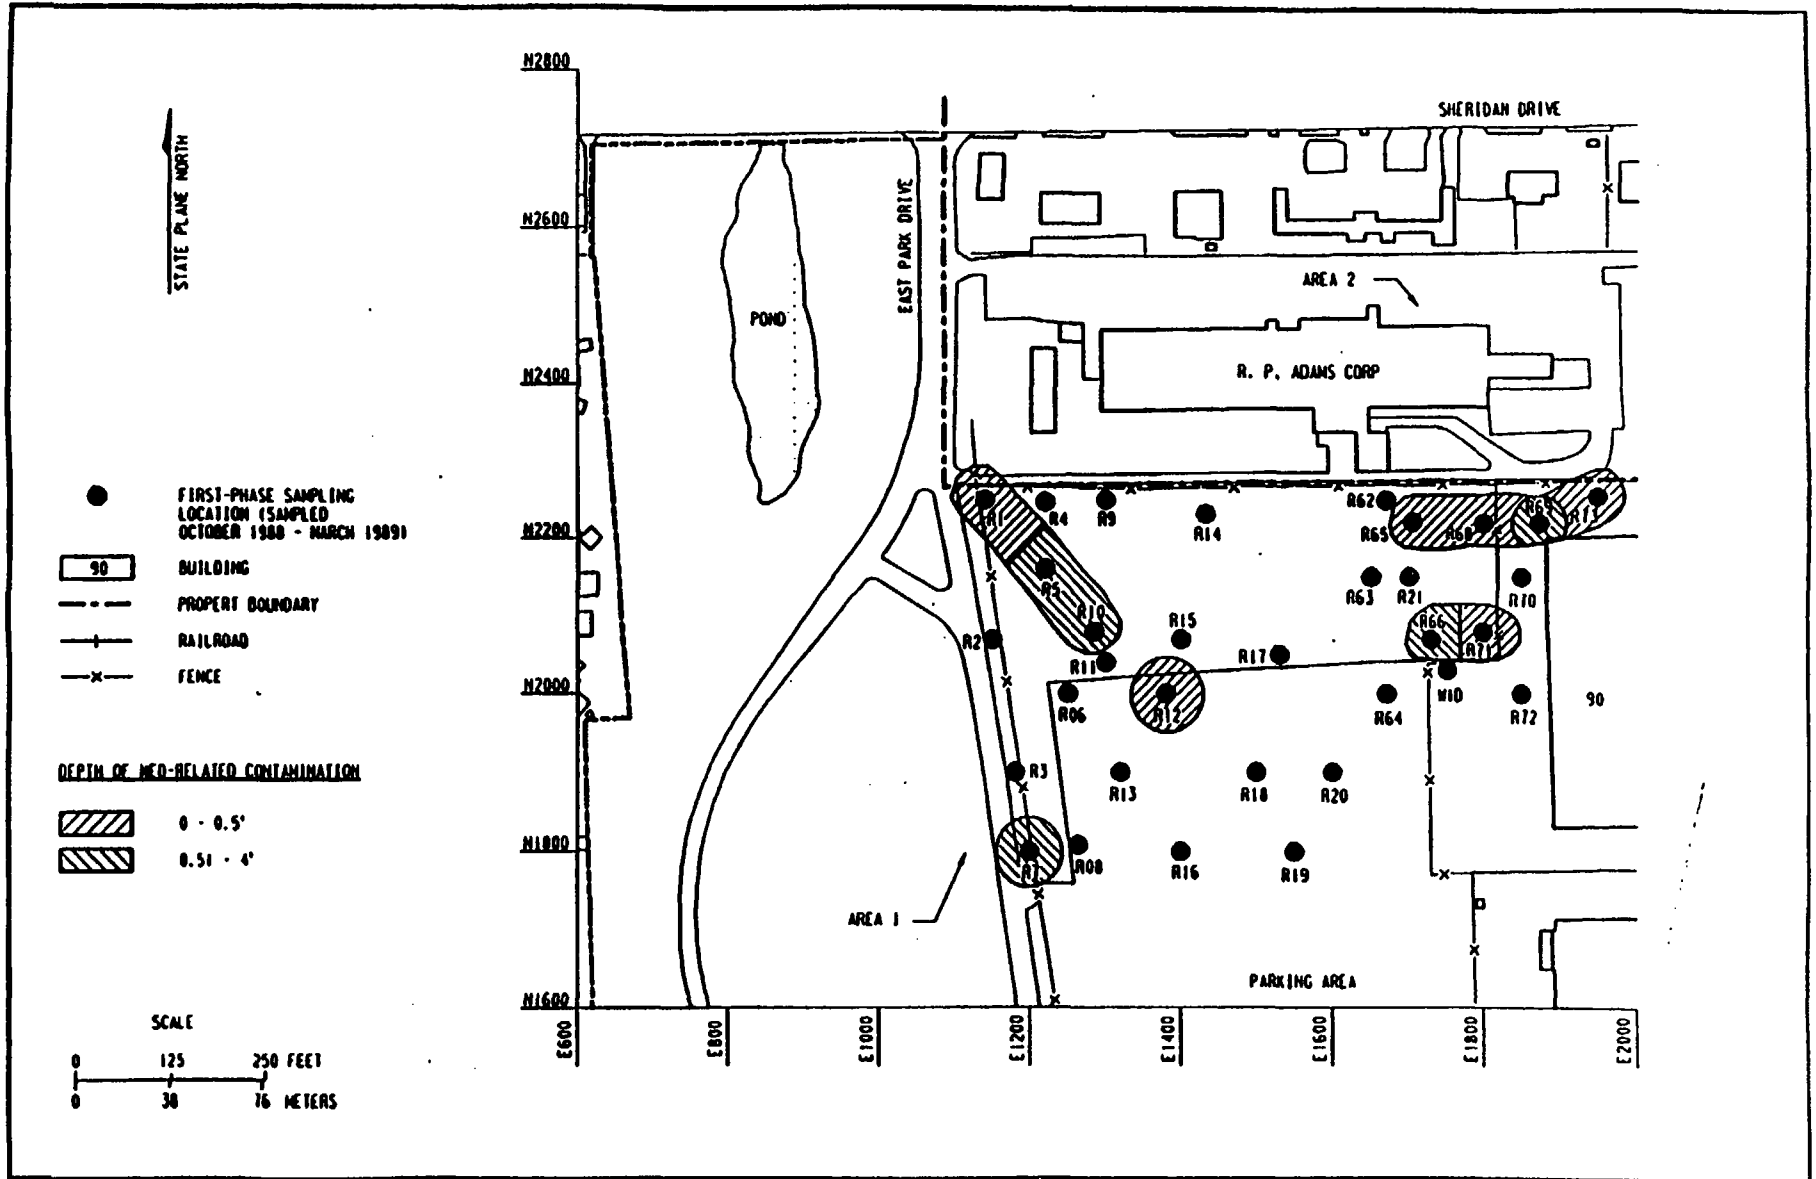 N2800
SHERIDAN DRIVE
STATE PLANE NORTH
EAST PARK DRIVE
N2600
AREA 2
POND
R. P. ADAMS CORP
N2400
FIRST-PHASE SAMPLING
LOCATION (SAMPLED
OCTOBER 1988 - MARCH 1989)
90 BUILDING
PROPERT BOUNDARY
RAILROAD
FENCE
N2200
R1
R4
R9
R14
R62
R65
R68
R69
R73
R5
R63
R21
R70
R10
R2
R15
R66
R71
R11
R17
N2000
R06
R12
R64
W10
R72
90
DEPTH OF MED-RELATED CONTAMINATION
0 - 0.5'
0.51 - 4'
R3
R13
R18
R20
N1800
R7
R08
R16
R19
AREA 1
PARKING AREA
N1600
SCALE
0 125 250 FEET
0 38 76 METERS
E600
E800
E1000
E1200
E1400
E1600
E1800
E2000